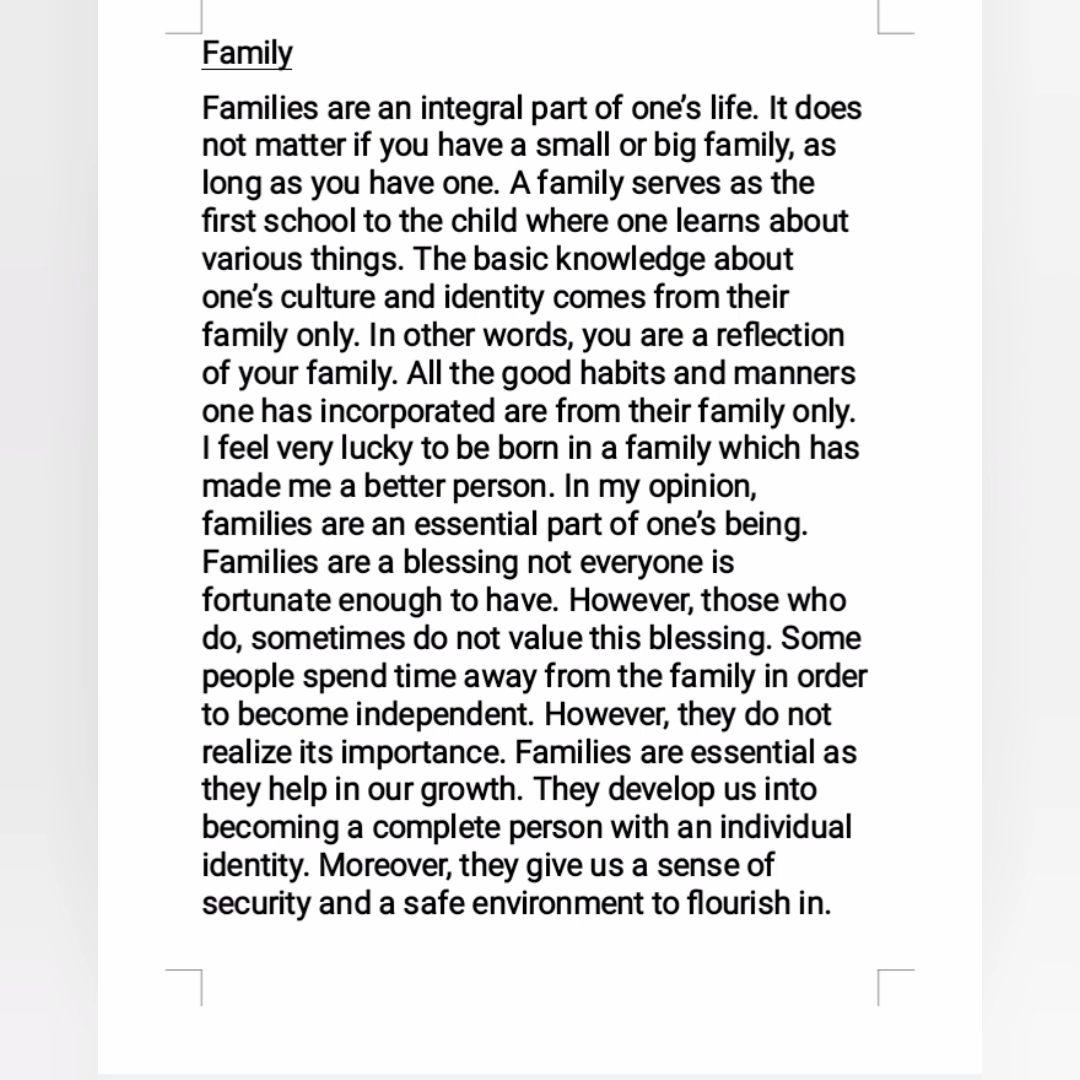 Family
Families are an integral part of one’s life. It does
not matter if you have a small or big family, as
long as you have one. A family serves as the
first school to the child where one learns about
various things. The basic knowledge about
one’s culture and identity comes from their
family only. In other words, you are a reflection
of your family. All the good habits and manners
one has incorporated are from their family only.
I feel very lucky to be born in a family which has
made me a better person. In my opinion,
families are an essential part of one’s being.
Families are a blessing not everyone is
fortunate enough to have. However, those who
do, sometimes do not value this blessing. Some
people spend time away from the family in order
to become independent. However, they do not
realize its importance. Families are essential as
they help in our growth. They develop us into
becoming a complete person with an individual
identity. Moreover, they give us a sense of
security and a safe environment to flourish in.